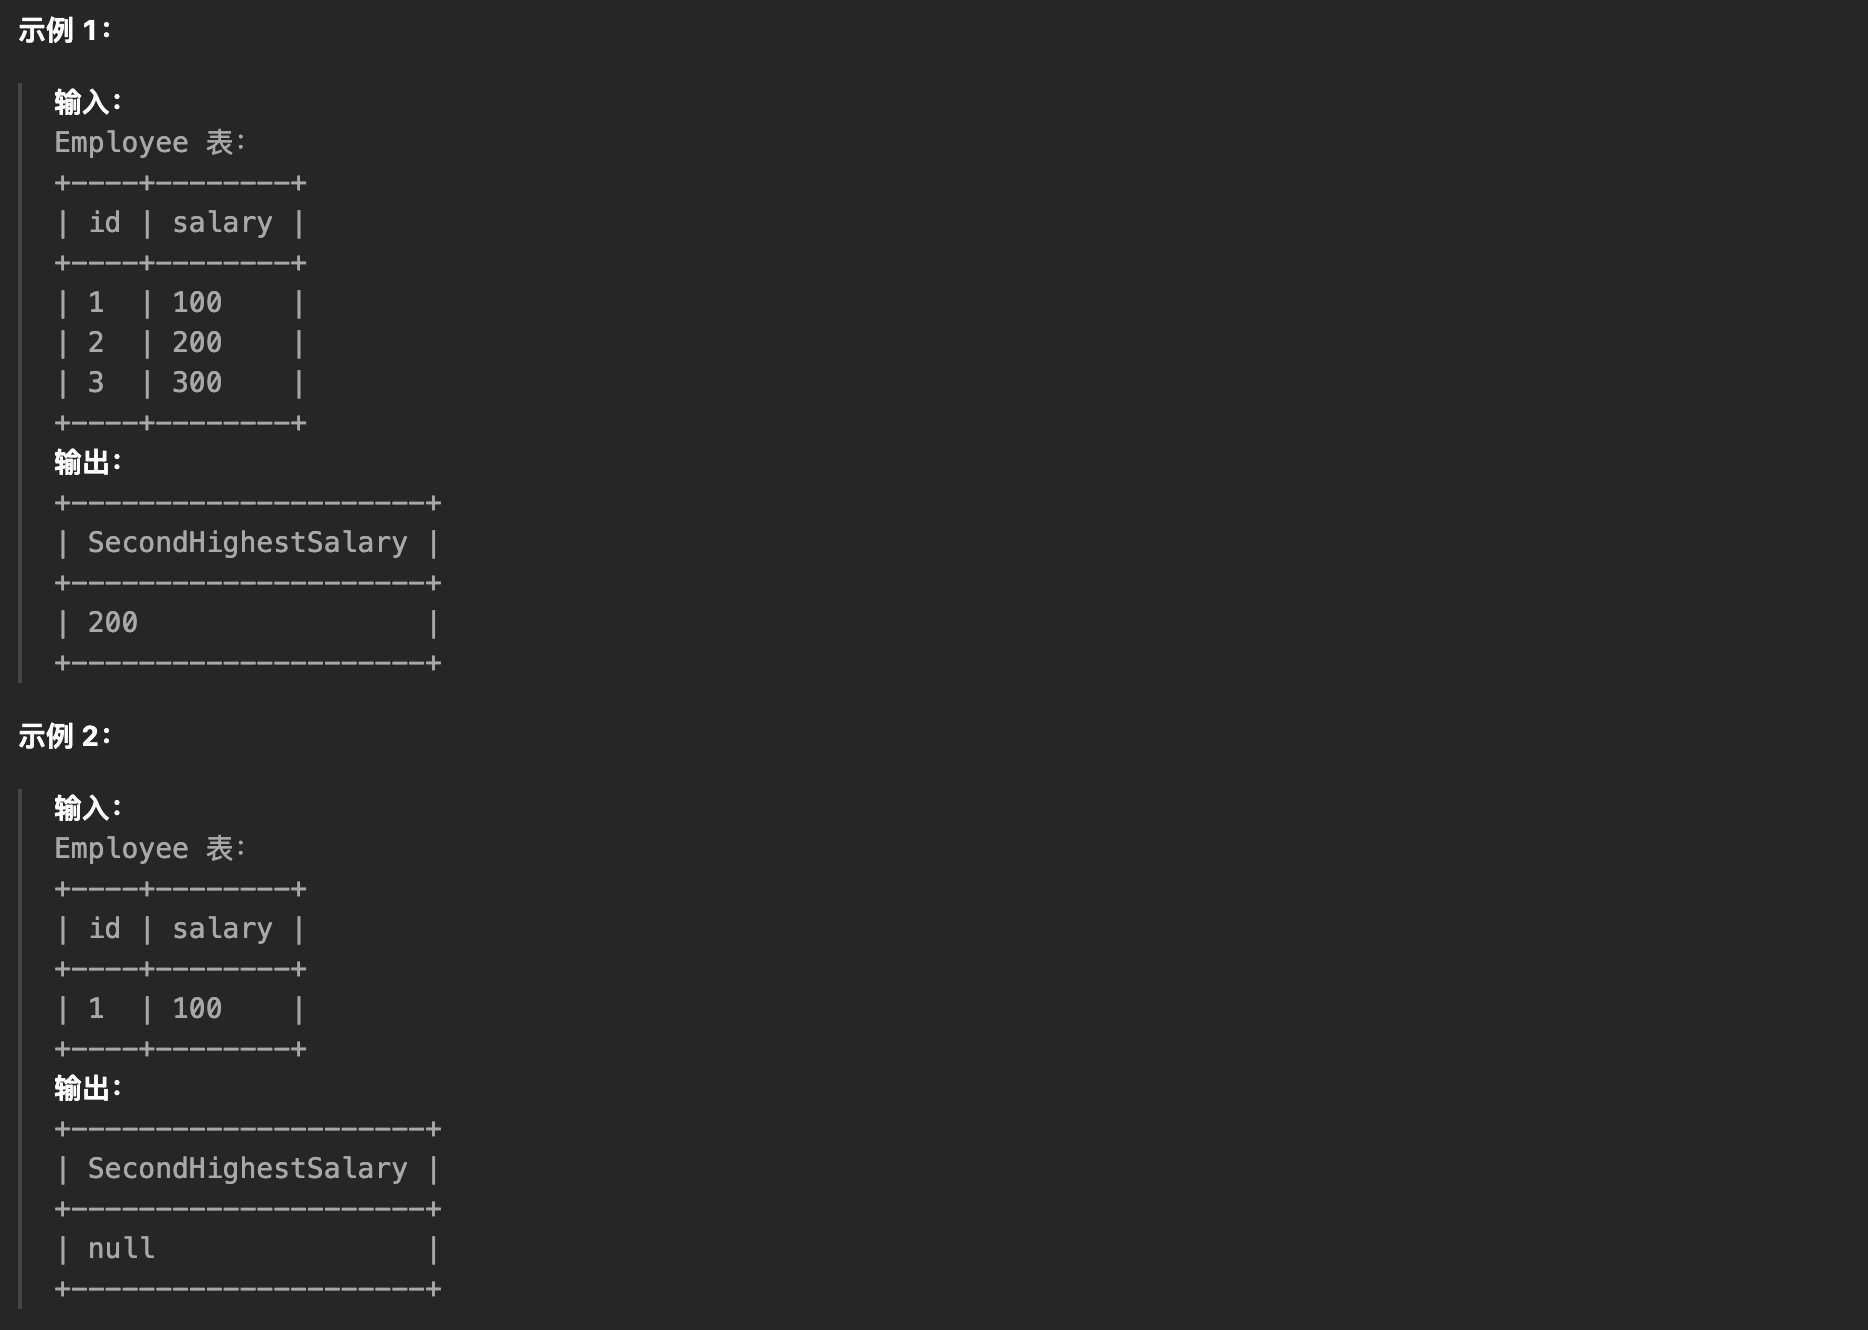 示例 1：
输入：
Employee 表：
+----+--------+
| id | salary |
+----+--------+
| 1  | 100    |
| 2  | 200    |
| 3  | 300    |
+----+--------+
输出：
+---------------------+
| SecondHighestSalary |
+---------------------+
| 200                 |
+---------------------+
示例 2：
输入：
Employee 表：
+----+--------+
| id | salary |
+----+--------+
| 1  | 100    |
+----+--------+
输出：
+---------------------+
| SecondHighestSalary |
+---------------------+
| null                |
+---------------------+